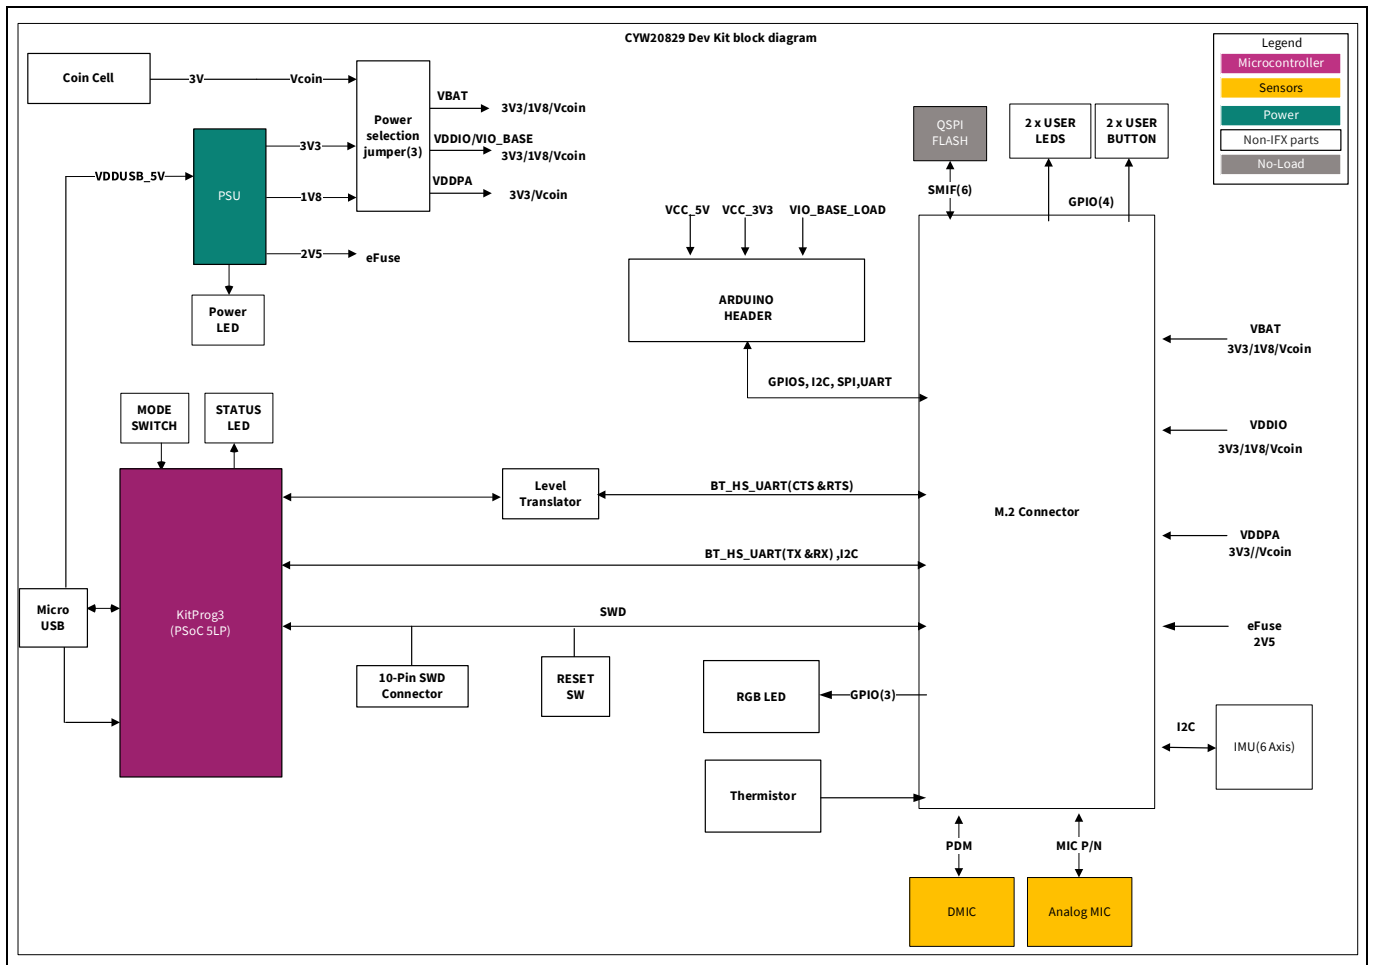 CYW20829 Dev Kit block diagram
Legend
Microcontroller
Sensors
Power
Non-IFX parts
No-Load
Coin Cell
3V
Vcoin
Power
selection
jumper(3)
VBAT
3V3/1V8/Vcoin
VDDIO/VIO_BASE
3V3/1V8/Vcoin
VDDPA
3V3/Vcoin
VDDUSB_5V
PSU
3V3
1V8
2V5
eFuse
Power
LED
QSPI
FLASH
2 x USER
LEDS
2 x USER
BUTTON
SMIF(6)
GPIO(4)
VCC_5V
VCC_3V3
VIO_BASE_LOAD
ARDUINO
HEADER
GPIOS, I2C, SPI,UART
VBAT
3V3/1V8/Vcoin
VDDIO
3V3/1V8/Vcoin
VDDPA
3V3//Vcoin
eFuse
2V5
MODE
SWITCH
STATUS
LED
Level
Translator
BT_HS_UART(CTS &RTS)
M.2 Connector
BT_HS_UART(TX &RX) ,I2C
Micro
USB
KitProg3
(PSoC 5LP)
SWD
10-Pin SWD
Connector
RESET
SW
RGB LED
GPIO(3)
I2C
IMU(6 Axis)
Thermistor
PDM
MIC P/N
DMIC
Analog MIC